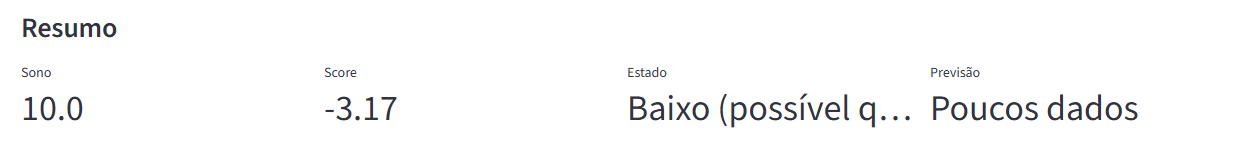 Resumo
Sono Score Estado Previsão
10.0 -3.17 Baixo (possível q... Poucos dados